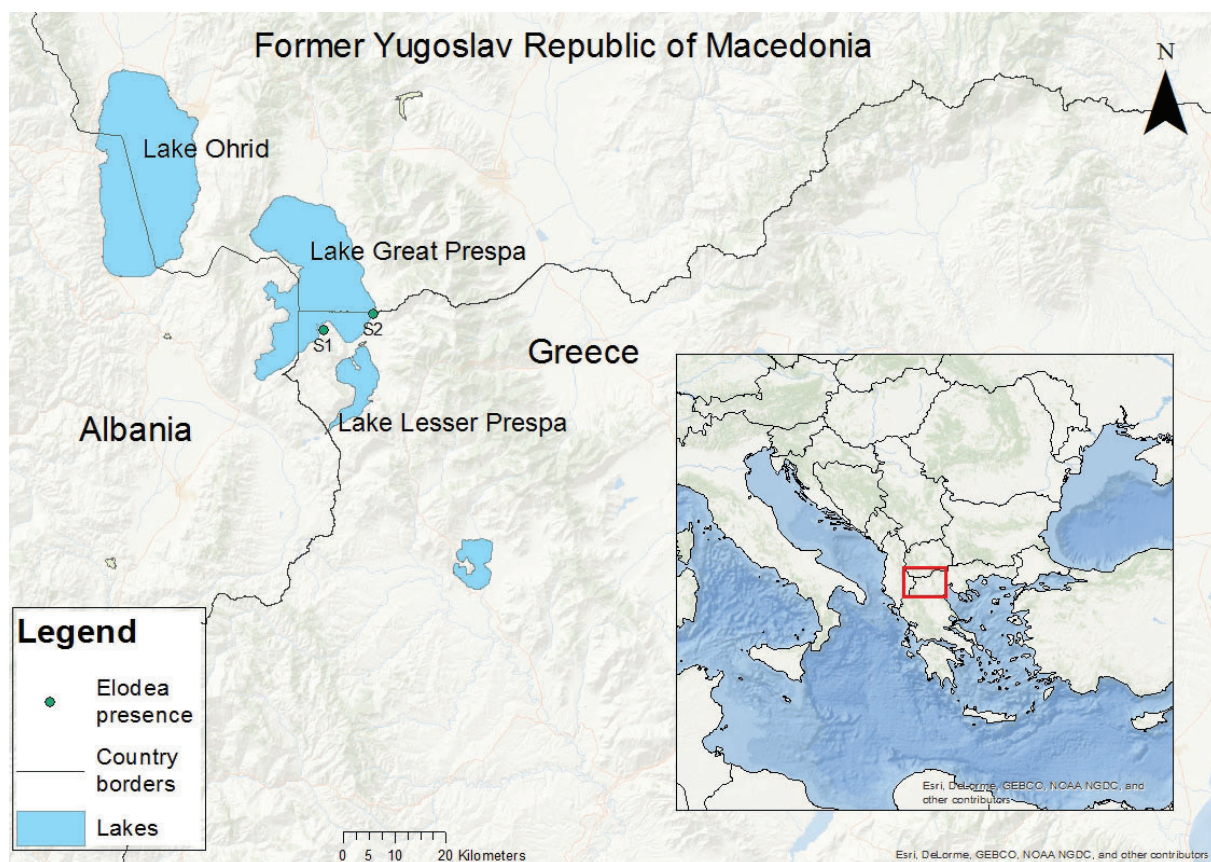 Former Yugoslav Republic of Macedonia
N
Lake Ohrid
Lake Great Prespa
S1
S2
Greece
Albania
Lake Lesser Prespa
Legend
Elodea
presence
Country
borders
Lakes
0 5 10 20 Kilometers
Esri, DeLorme, GEBCO, NOAA NGDC, and
other contributors
Esri, DeLorme, GEBCO, NOAA NGDC, and other contributors